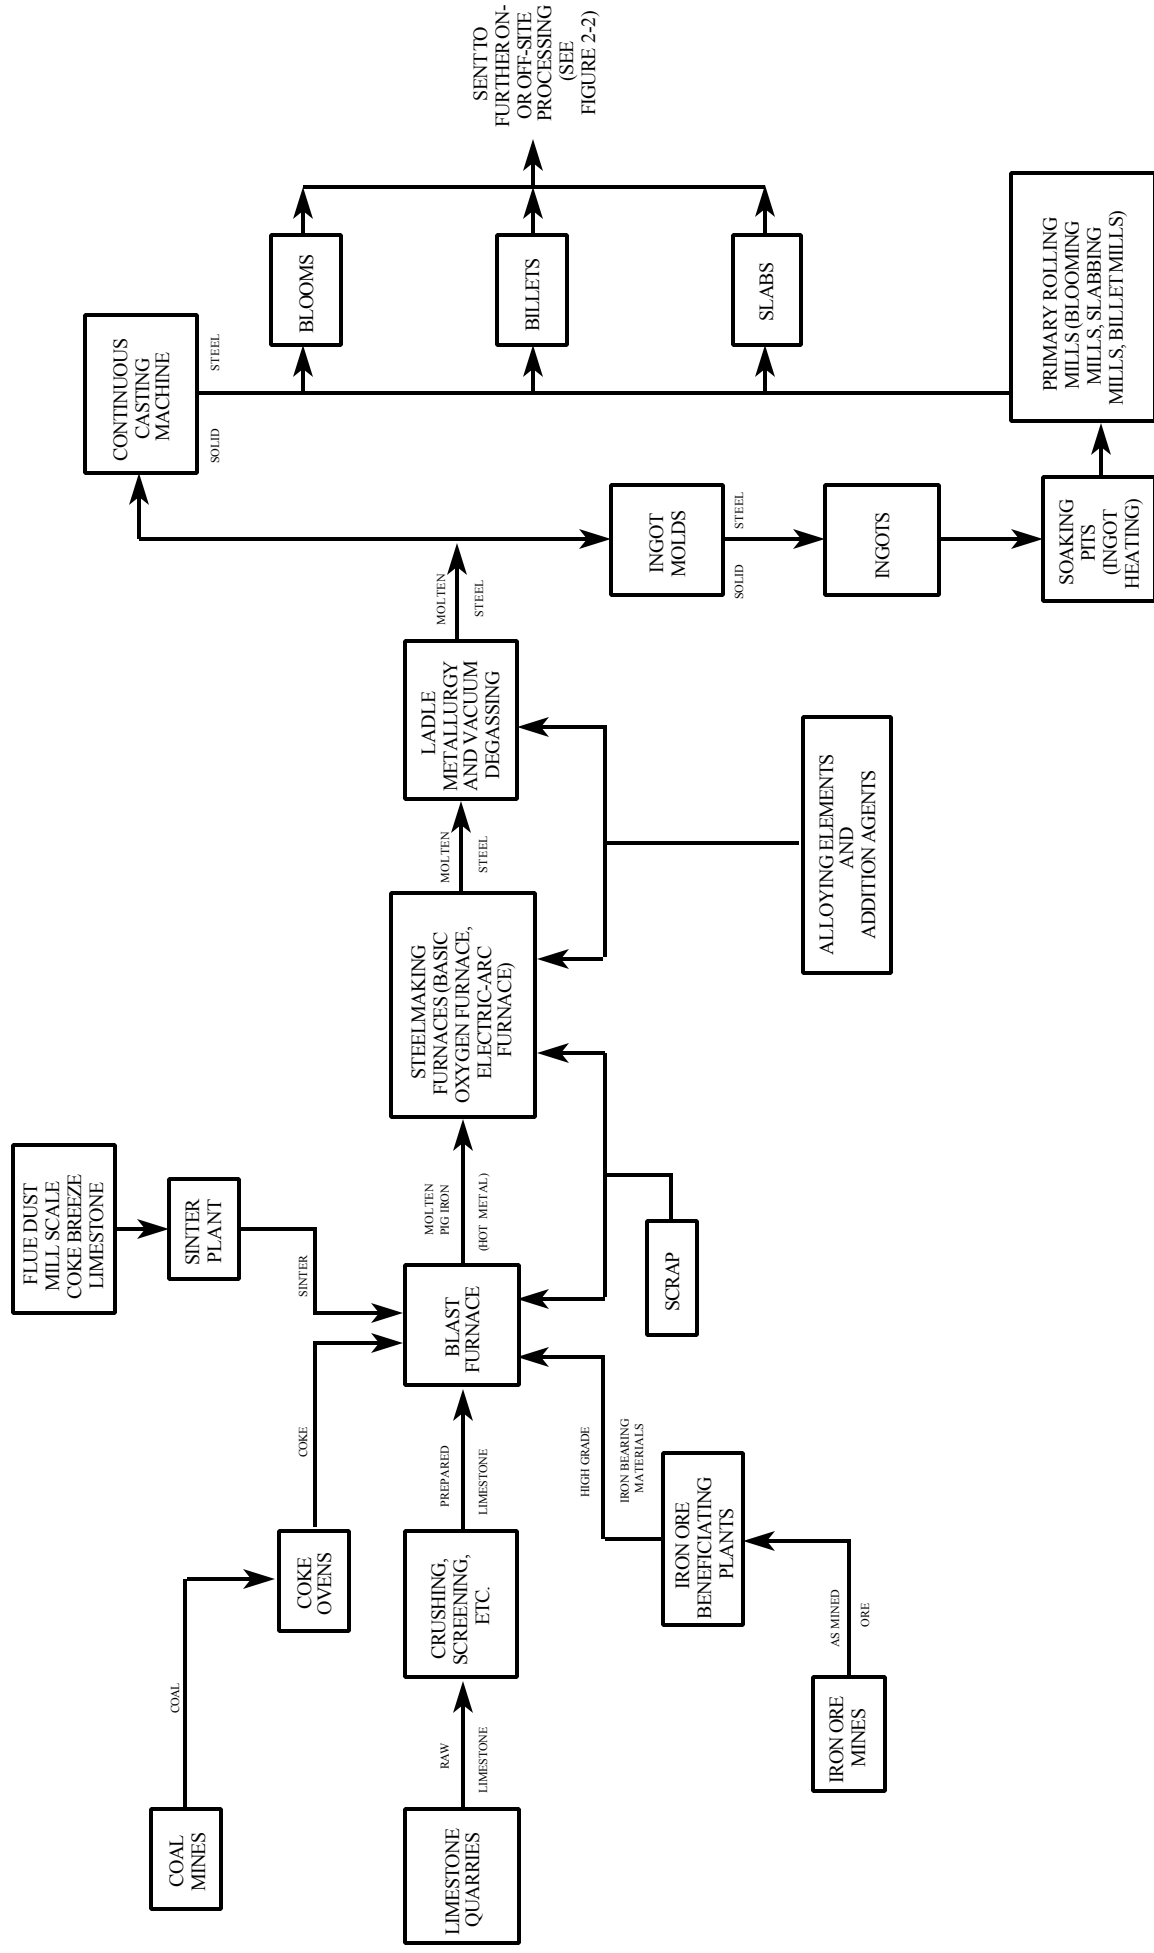 COAL
MINES
COAL
COKE
OVENS
COKE
FLUE DUST
MILL SCALE
COKE BREEZE
LIMESTONE
SINTER
PLANT
SINTER
LIMESTONE
QUARRIES
RAW
LIMESTONE
CRUSHING,
SCREENING,
ETC.
PREPARED
LIMESTONE
IRON ORE
MINES
AS MINED
ORE
IRON ORE
BENEFICIATING
PLANTS
HIGH GRADE
IRON BEARING
MATERIALS
BLAST
FURNACE
MOLTEN
PIG IRON
(HOT METAL)
SCRAP
STEELMAKING
FURNACES (BASIC
OXYGEN FURNACE,
ELECTRIC-ARC
FURNACE)
MOLTEN
STEEL
ALLOYING ELEMENTS
AND
ADDITION AGENTS
LADLE
METALLURGY
AND VACUUM
DEGASSING
MOLTEN
STEEL
CONTINUOUS
CASTING
MACHINE
SOLID
STEEL
INGOT
MOLDS
SOLID
STEEL
INGOTS
SOAKING
PITS
(INGOT
HEATING)
PRIMARY ROLLING
MILLS (BLOOMING
MILLS, SLABBING
MILLS, BILLET MILLS)
BLOOMS
BILLETS
SLABS
SENT TO
FURTHER ON-
OR OFF-SITE
PROCESSING
(SEE
FIGURE 2-2)